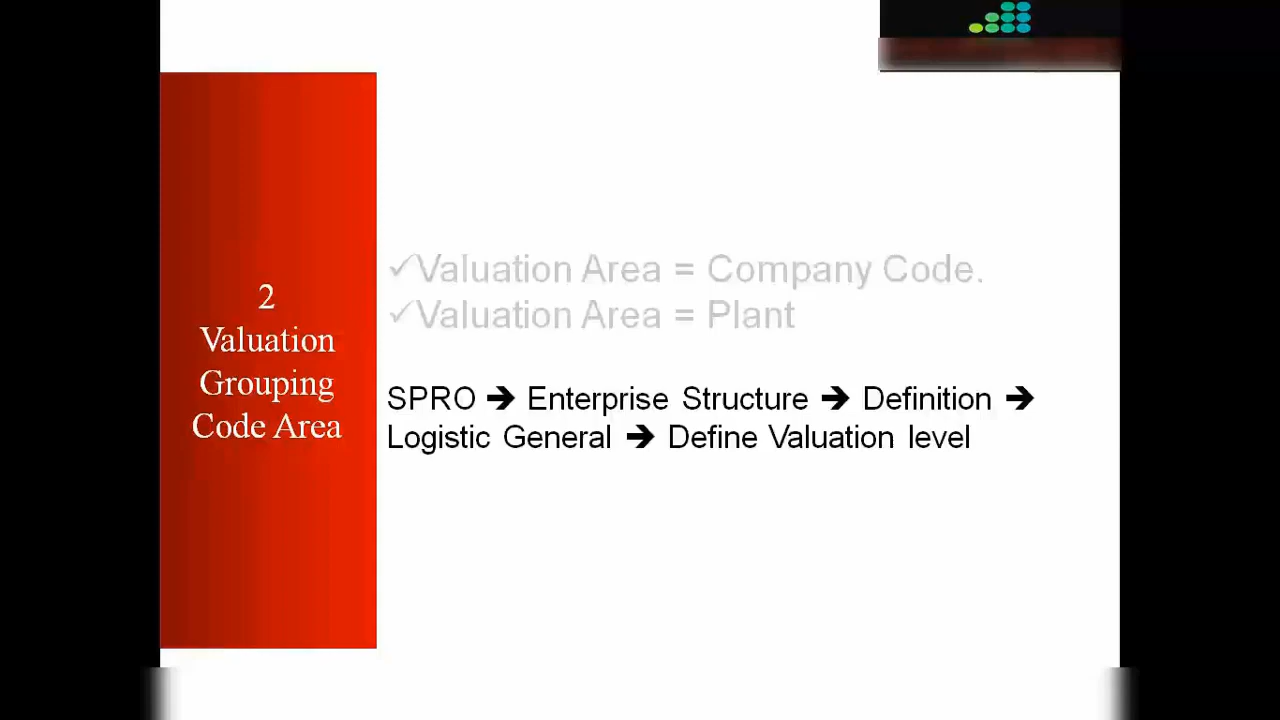 2
Valuation
Grouping
Code Area
✓Valuation Area = Company Code.
✓Valuation Area = Plant
SPRO ➔ Enterprise Structure ➔ Definition ➔
Logistic General ➔ Define Valuation level